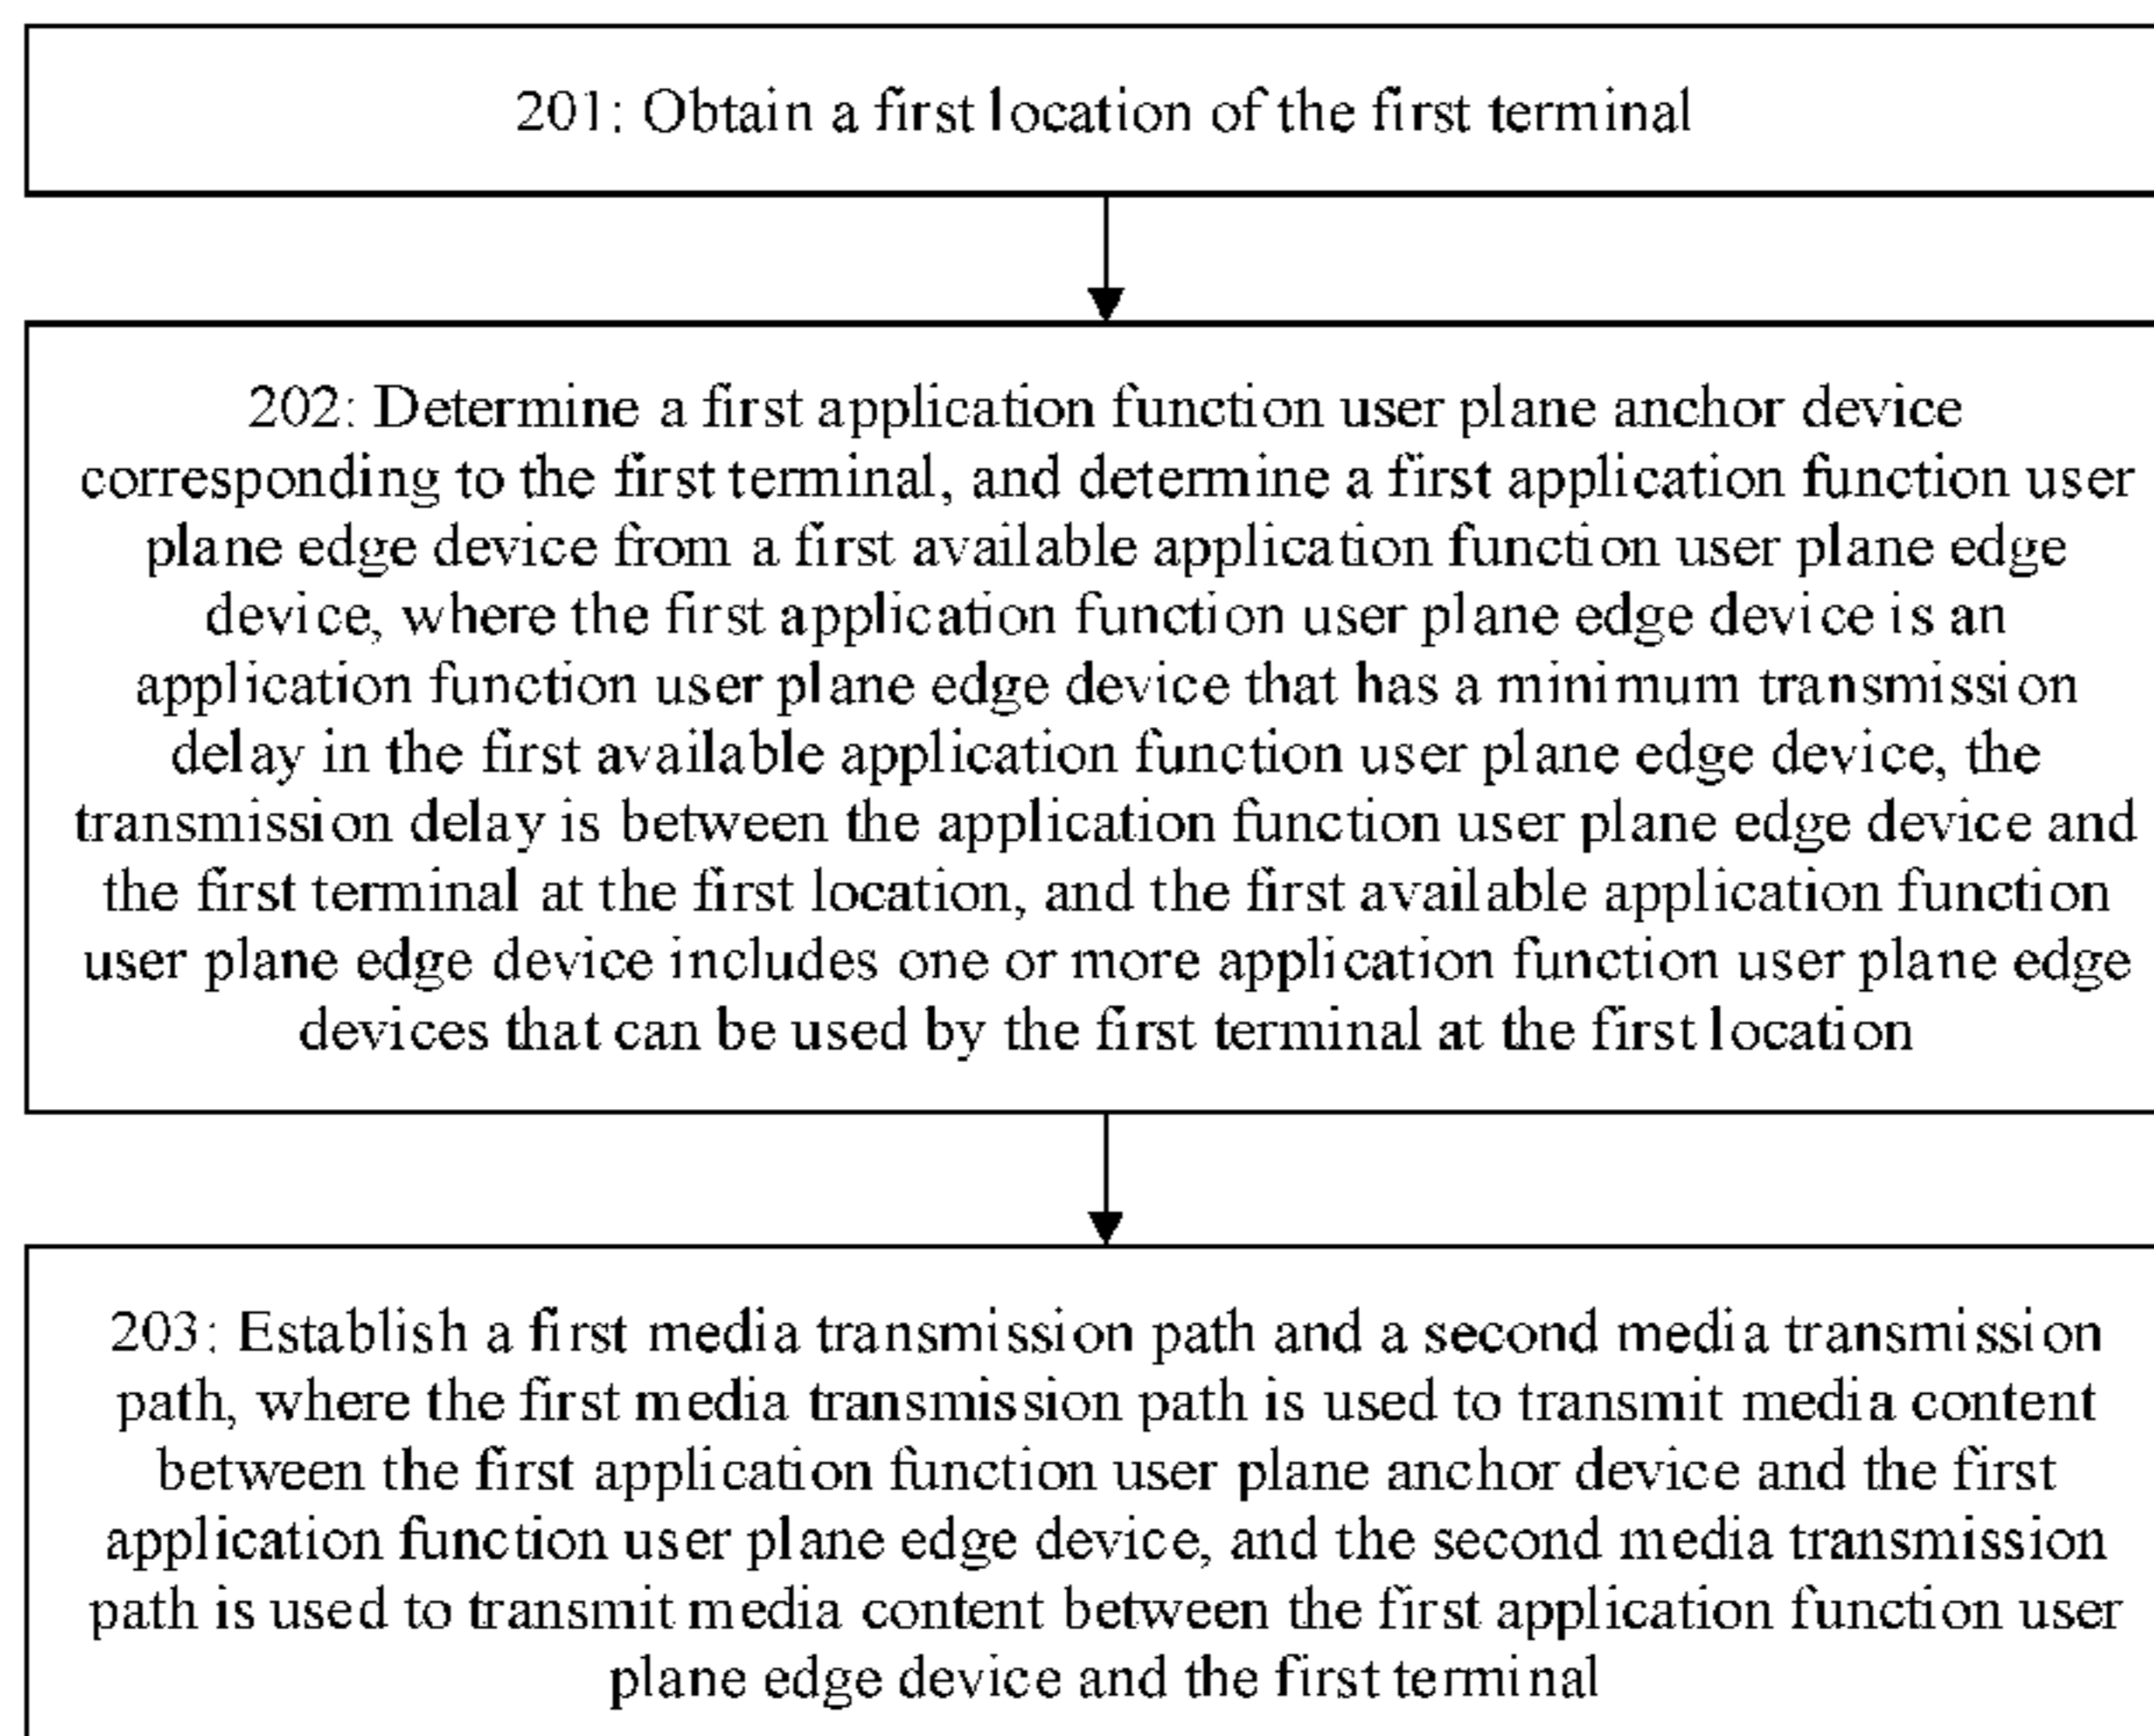 201: Obtain a first location of the first terminal
202: Determine a first application function user plane anchor device
corresponding to the first terminal, and determine a first application function user
plane edge device from a first available application function user plane edge
device, where the first application function user plane edge device is an
application function user plane edge device that has a minimum transmission
delay in the first available application function user plane edge device, the
transmission delay is between the application function user plane edge device and
the first terminal at the first location, and the first available application function
user plane edge device includes one or more application function user plane edge
devices that can be used by the first terminal at the first location
203: Establish a first media transmission path and a second media transmission
path, where the first media transmission path is used to transmit media content
between the first application function user plane anchor device and the first
application function user plane edge device, and the second media transmission
path is used to transmit media content between the first application function user
plane edge device and the first terminal